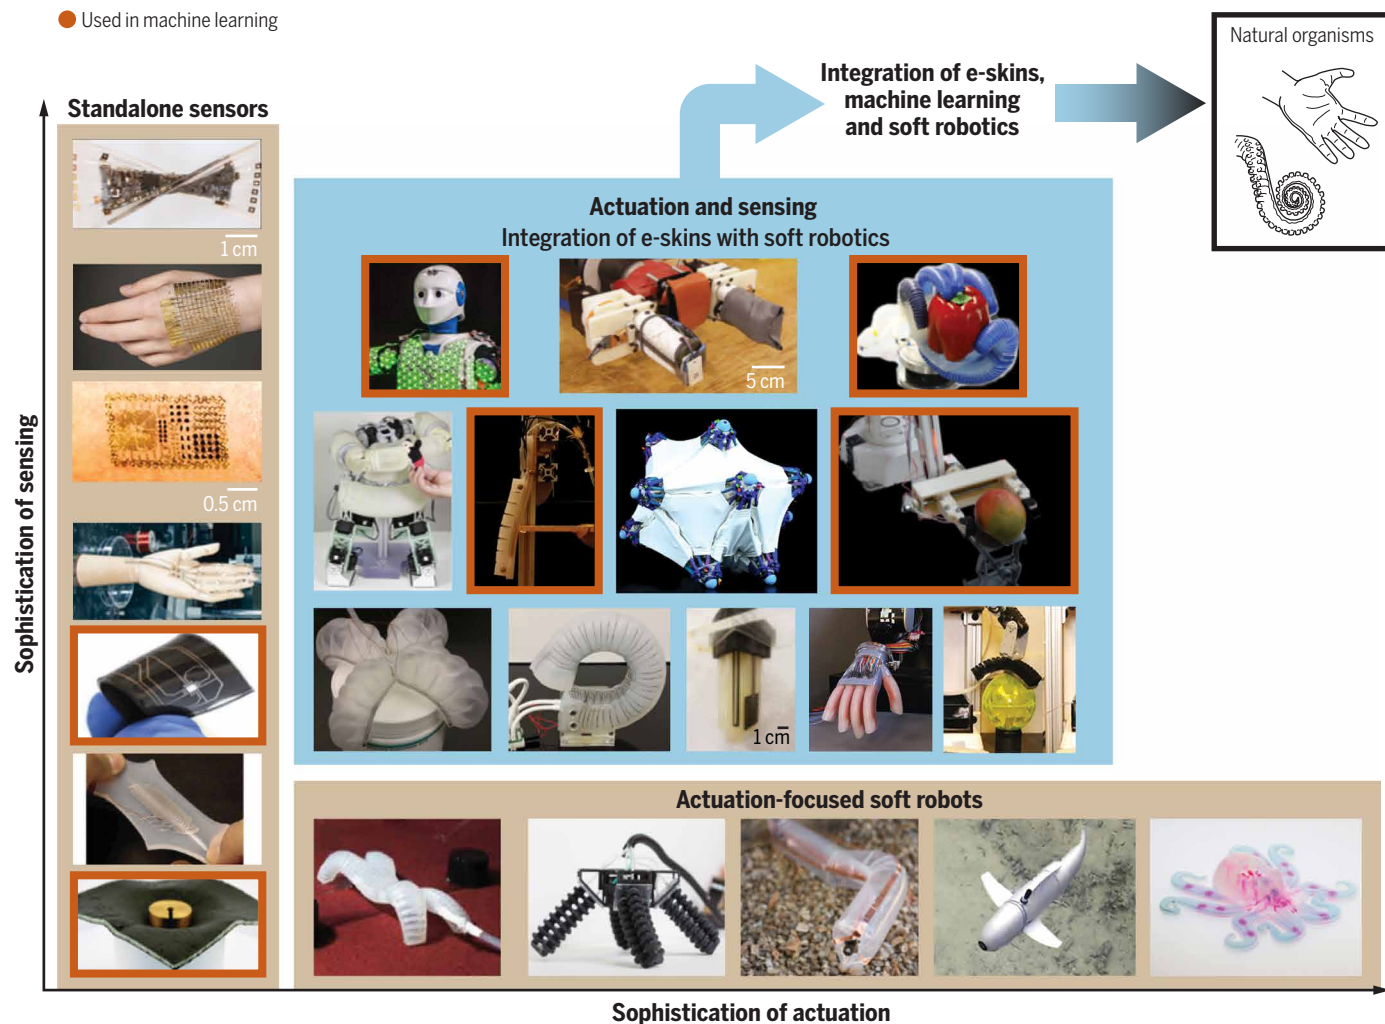 Used in machine learning
Natural organisms
Integration of e-skins,
machine learning
and soft robotics
Standalone sensors
1 cm
0.5 cm
Actuation and sensing
Integration of e-skins with soft robotics
5 cm
1 cm
Actuation-focused soft robots
Sophistication of sensing
Sophistication of actuation